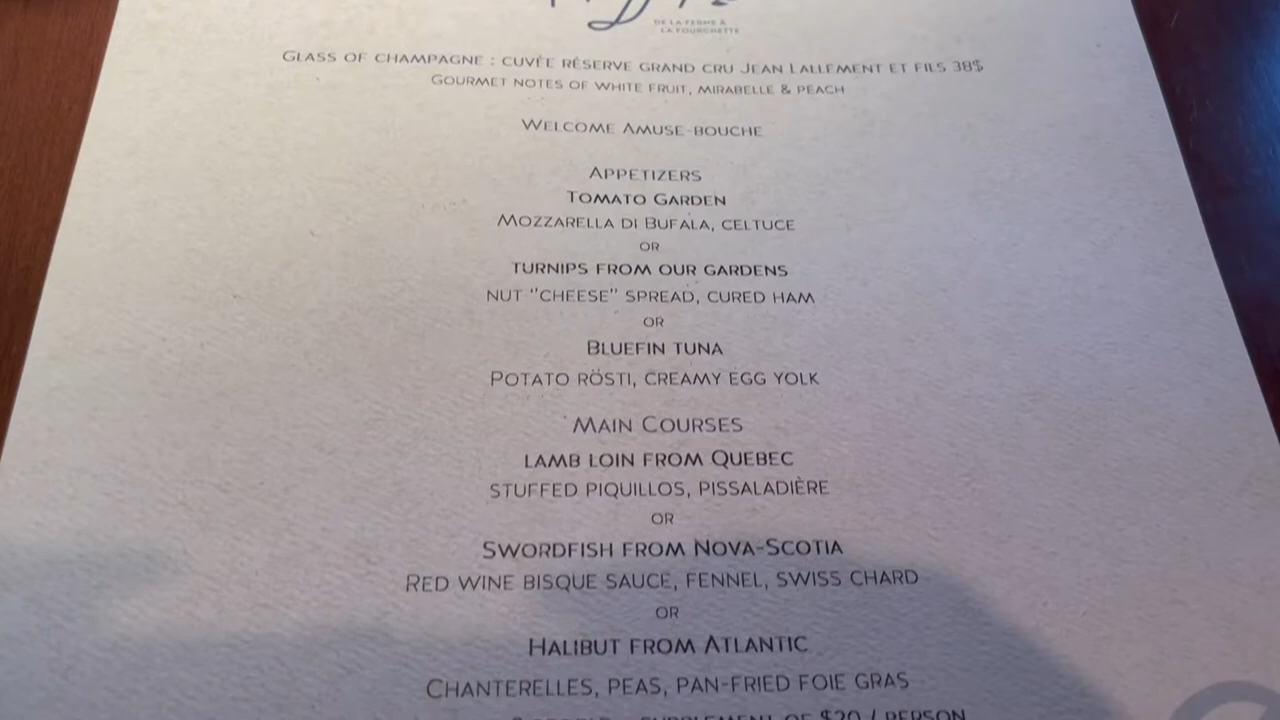 DE LA FERME À
LA FOURCHETTE
GLASS OF CHAMPAGNE : CUVÉE RÉSERVE GRAND CRU JEAN LALLEMENT ET FILS 38$
GOURMET NOTES OF WHITE FRUIT, MIRABELLE & PEACH
WELCOME AMUSE-BOUCHE
APPETIZERS
TOMATO GARDEN
MOZZARELLA DI BUFALA, CELTUCE
OR
TURNIPS FROM OUR GARDENS
NUT "CHEESE" SPREAD, CURED HAM
OR
BLUEFIN TUNA
POTATO RÖSTI, CREAMY EGG YOLK
MAIN COURSES
LAMB LOIN FROM QUEBEC
STUFFED PIQUILLOS, PISSALADIÈRE
OR
SWORDFISH FROM NOVA-SCOTIA
RED WINE BISQUE SAUCE, FENNEL, SWISS CHARD
OR
HALIBUT FROM ATLANTIC
CHANTERELLES, PEAS, PAN-FRIED FOIE GRAS
SUPPLEMENT OF $20 / PERSON